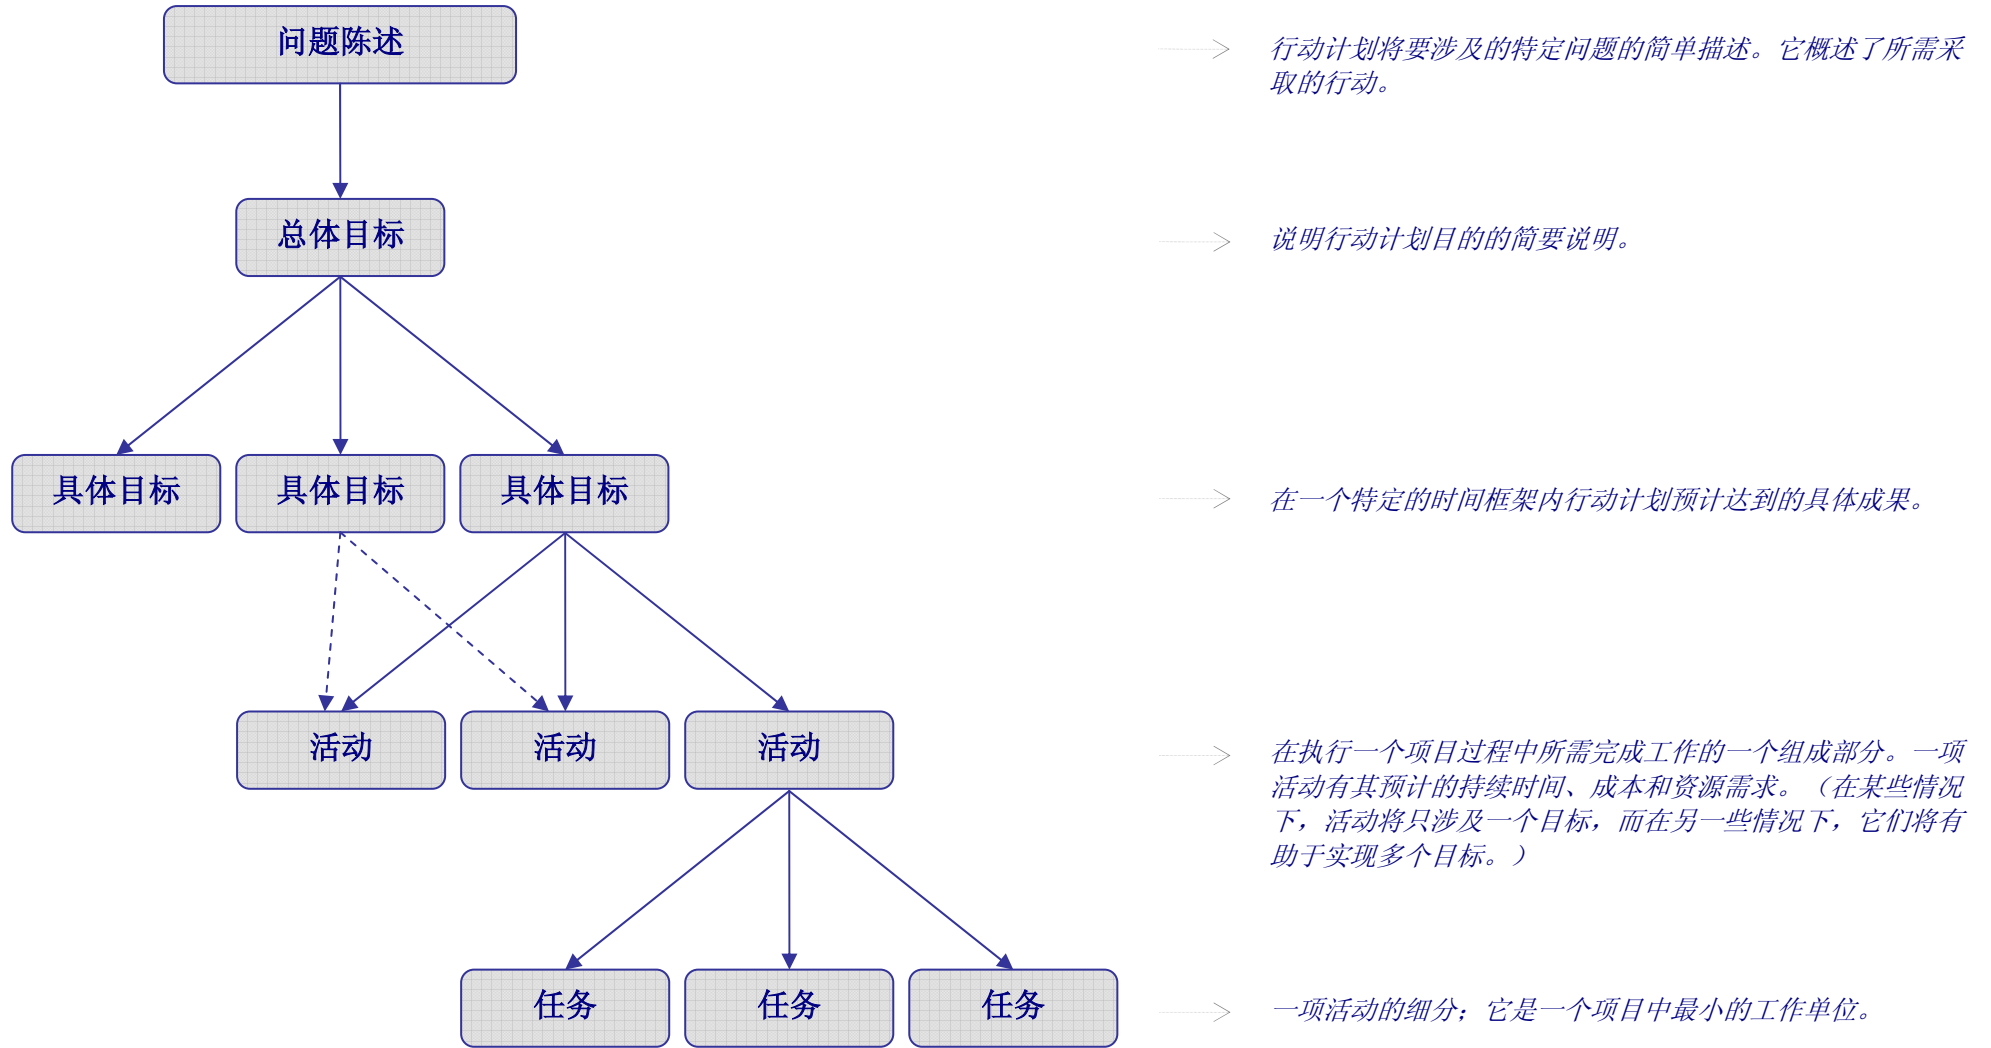 问题陈述
行动计划将要涉及的特定问题的简单描述。它概述了所需采
取的行动。
总体目标
说明行动计划目的的简要说明。
具体目标
具体目标
具体目标
在一个特定的时间框架内行动计划预计达到的具体成果。
活动
活动
活动
在执行一个项目过程中所需完成工作的一个组成部分。一项
活动有其预计的持续时间、成本和资源需求。（在某些情况
下，活动将只涉及一个目标，而在另一些情况下，它们将有
助于实现多个目标。）
任务
任务
任务
一项活动的细分；它是一个项目中最小的工作单位。